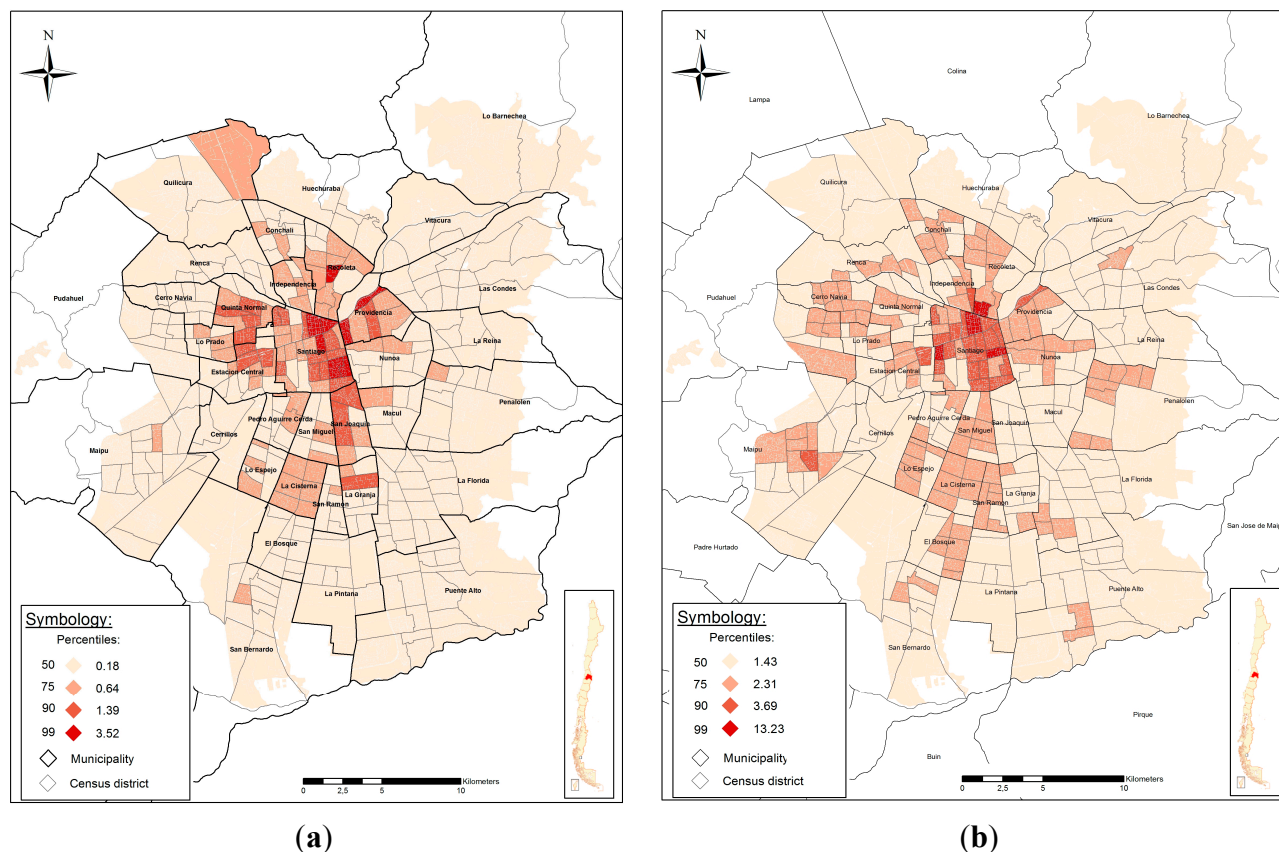 N
Lo Barnechea
Quilicura
Huechuraba
Vitacura
Conchali
Renca
Recoleta
Independencia
Pudahuel
Cerro Navia
Las Condes
Quinta Normal
Providencia
Lo Prado
La Reina
Santiago
Nunoa
Estacion Central
Penalolen
Pedro Aguirre Cerda
Macul
Cerrillos
San Joaquin
San Miguel
Maipu
Lo Espejo
La Florida
La Cisterna
La Granja
San Ramon
El Bosque
La Pintana
Puente Alto
San Bernardo
Symbology:
Percentiles:
50 0.18
75 0.64
90 1.39
99 3.52
Municipality
Census district
Kilometers
0 2,5 5 10
(a)
N
Colina
Lampa
Lo Barnechea
Quilicura
Huechuraba
Vitacura
Conchali
Renca
Recoleta
Independencia
Pudahuel
Cerro Navia
Las Condes
Quinta Normal
Providencia
Lo Prado
La Reina
Santiago
Nunoa
Estacion Central
Penalolen
Pedro Aguirre Cerda
Macul
San Joaquin
Cerrillos
San Miguel
Maipu
Lo Espejo
La Florida
La Cisterna
La Granja
San Ramon
San Jose de Maip
El Bosque
Padre Hurtado
La Pintana
Puente Alto
San Bernardo
Pirque
Buin
Symbology:
Percentiles:
50 1.43
75 2.31
90 3.69
99 13.23
Municipality
Census district
Kilometers
0 2,5 5 10
(b)